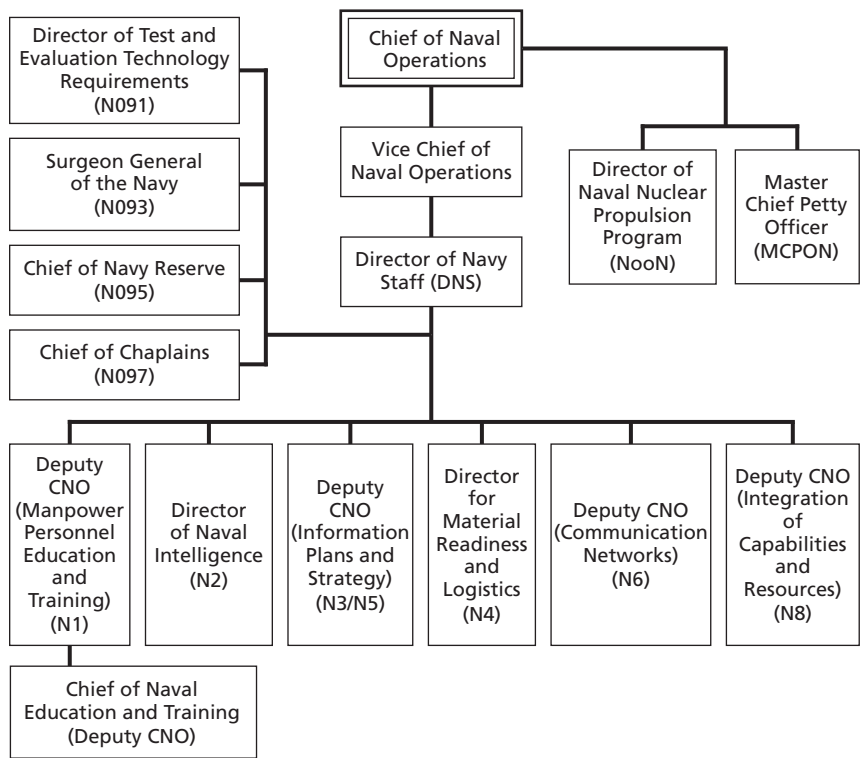 Chief of Naval
Operations
Director of Test and
Evaluation Technology
Requirements
(N091)
Surgeon General
of the Navy
(N093)
Chief of Navy Reserve
(N095)
Chief of Chaplains
(N097)
Vice Chief of
Naval Operations
Director of Navy
Staff (DNS)
Director of
Naval Nuclear
Propulsion
Program
(NooN)
Master
Chief Petty
Officer
(MCPON)
Deputy
CNO
(Manpower
Personnel
Education
and
Training)
(N1)
Director
of Naval
Intelligence
(N2)
Deputy
CNO
(Information
Plans and
Strategy)
(N3/N5)
Director
for
Material
Readiness
and
Logistics
(N4)
Deputy CNO
(Communication
Networks)
(N6)
Deputy CNO
(Integration
of
Capabilities
and
Resources)
(N8)
Chief of Naval
Education and Training
(Deputy CNO)